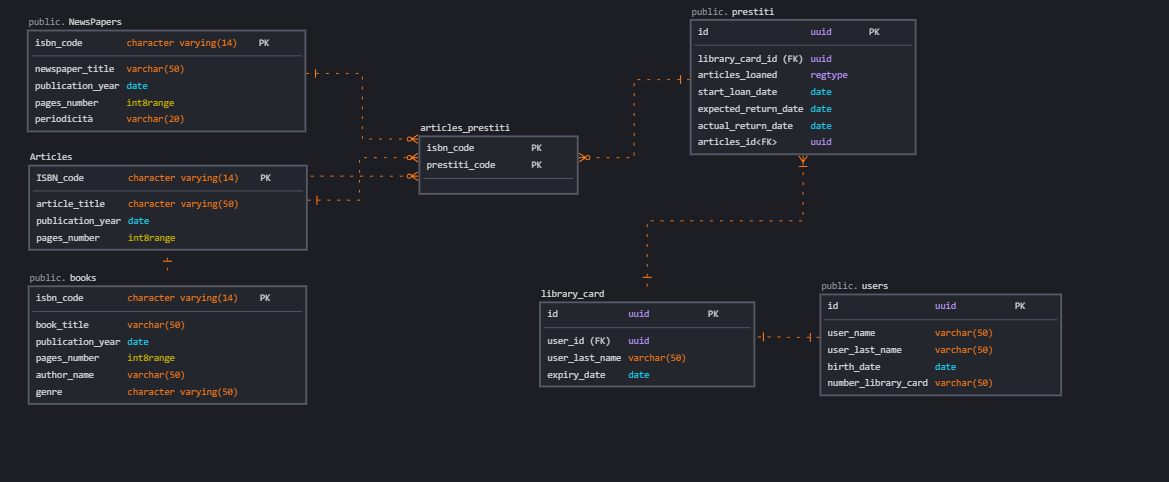 public. NewsPapers
isbn_code character varying(14) PK
newspaper_title varchar(50)
publication_year date
pages_number int8range
periodicità varchar(20)
Articles
ISBN_code character varying(14) PK
article_title character varying(50)
publication_year date
pages_number int8range
public. books
isbn_code character varying(14) PK
book_title varchar(50)
publication_year date
pages_number int8range
author_name varchar(50)
genre character varying(50)
articles_prestiti
isbn_code PK
prestiti_code PK
public. prestiti
id uuid PK
library_card_id (FK) uuid
articles_loaned regtype
start_loan_date date
expected_return_date date
actual_return_date date
articles_id<FK> uuid
library_card
id uuid PK
user_id (FK) uuid
user_last_name varchar(50)
expiry_date date
public. users
id uuid PK
user_name varchar(50)
user_last_name varchar(50)
birth_date date
number_library_card varchar(50)